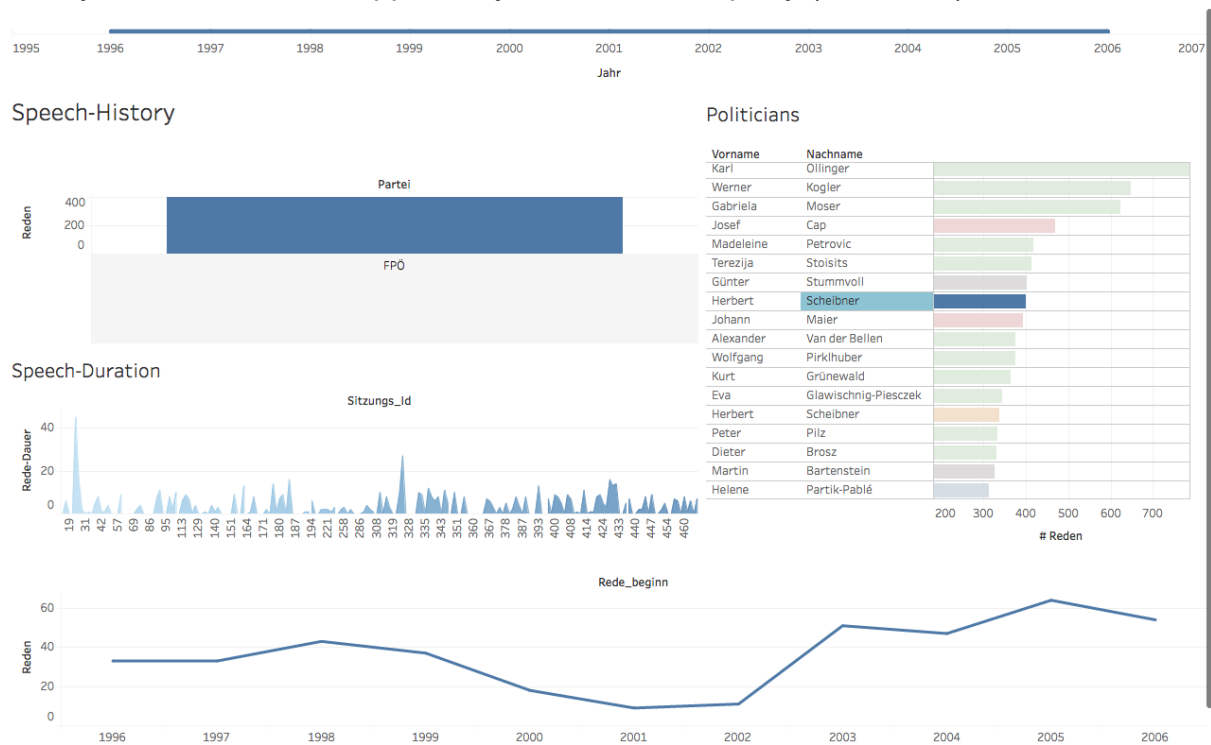 1995 1996 1997 1998 1999 2000 2001 2002 2003 2004 2005 2006 2007
Jahr
Speech-History
Partei
Reden
400
200
0
FPÖ
Politicians
Vorname Nachname
Karl Öllinger
Werner Kogler
Gabriela Moser
Josef Cap
Madeleine Petrovic
Terezija Stoisits
Günter Stummvoll
Herbert Scheibner
Johann Maier
Alexander Van der Bellen
Wolfgang Pirklhuber
Kurt Grünewald
Eva Glawischnig-Piesczek
Herbert Scheibner
Peter Pilz
Dieter Brosz
Martin Bartenstein
Helene Partik-Pablé
200 300 400 500 600 700
# Reden
Speech-Duration
Sitzungs_Id
Rede-Dauer
40
20
0
19 31 42 57 69 86 95 113 129 140 151 164 171 180 187 194 221 258 286 308 319 328 335 343 351 360 367 378 387 393 400 408 414 424 433 440 447 454 460
Rede_beginn
Reden
60
40
20
0
1996 1997 1998 1999 2000 2001 2002 2003 2004 2005 2006